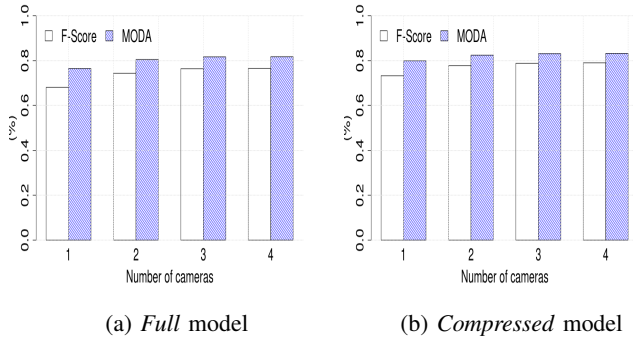 F-Score MODA
(%)
0.0 0.2 0.4 0.6 0.8 1.0
1 2 3 4
Number of cameras
(a) Full model
F-Score MODA
(%)
0.0 0.2 0.4 0.6 0.8 1.0
1 2 3 4
Number of cameras
(b) Compressed model